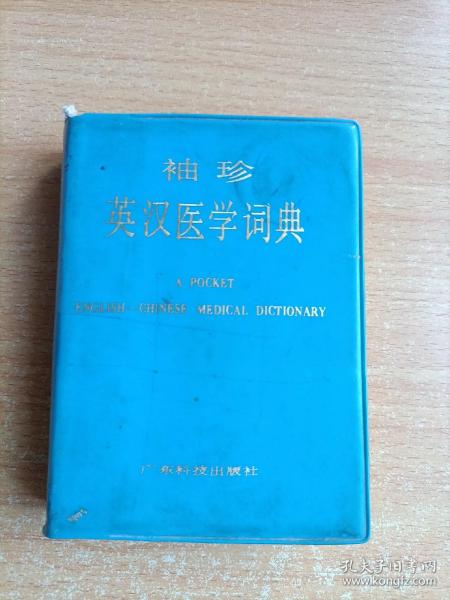 袖珍
英汉医学词典
A POCKET
ENGLISH—CHINESE MEDICAL DICTIONARY
广东科技出版社
孔夫子旧书网
www.kongfz.com